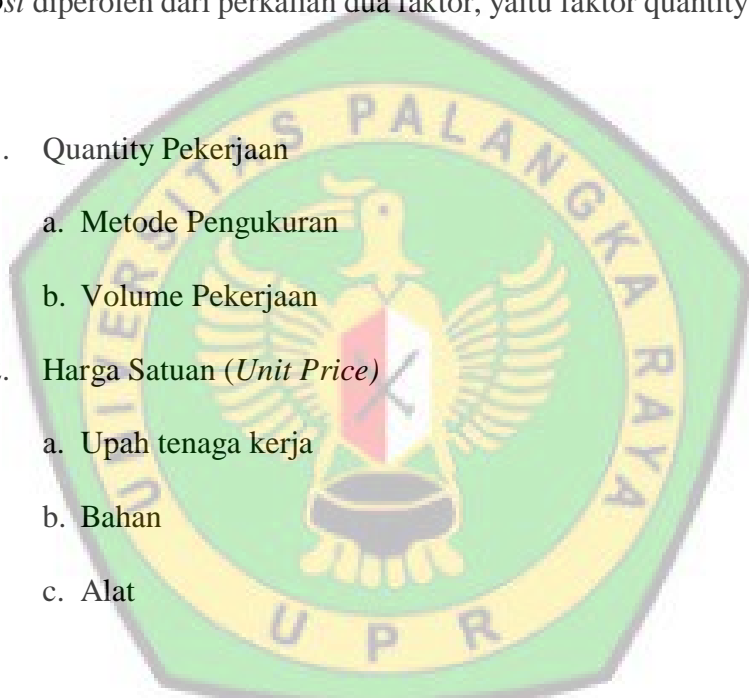 diperoleh dari perkalian dua faktor, yaitu faktor quantity
Quantity Pekerjaan
a. Metode Pengukuran
b. Volume Pekerjaan
Harga Satuan (Unit Price)
a. Upah tenaga kerja
b. Bahan
c. Alat
UNIVERSITAS PALANGKA RAYA
UPR